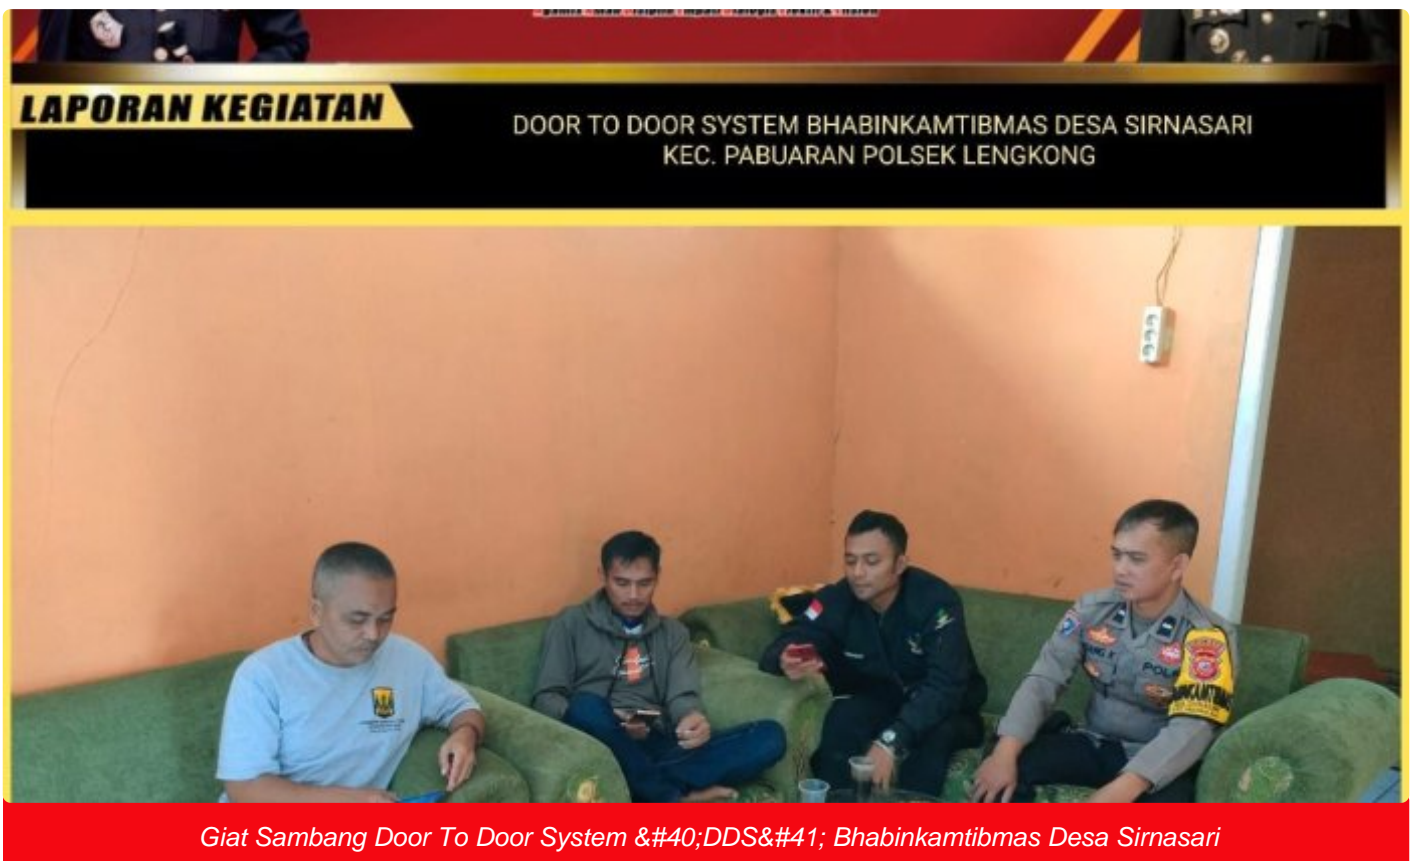 LAPORAN KEGIATAN
DOOR TO DOOR SYSTEM BHABINKAMTIBMAS DESA SIRNASARI
KEC. PABUARAN POLSEK LENGKONG
POL
Giat Sambang Door To Door System &#40;DDS&#41; Bhabinkamtibmas Desa Sirnasari